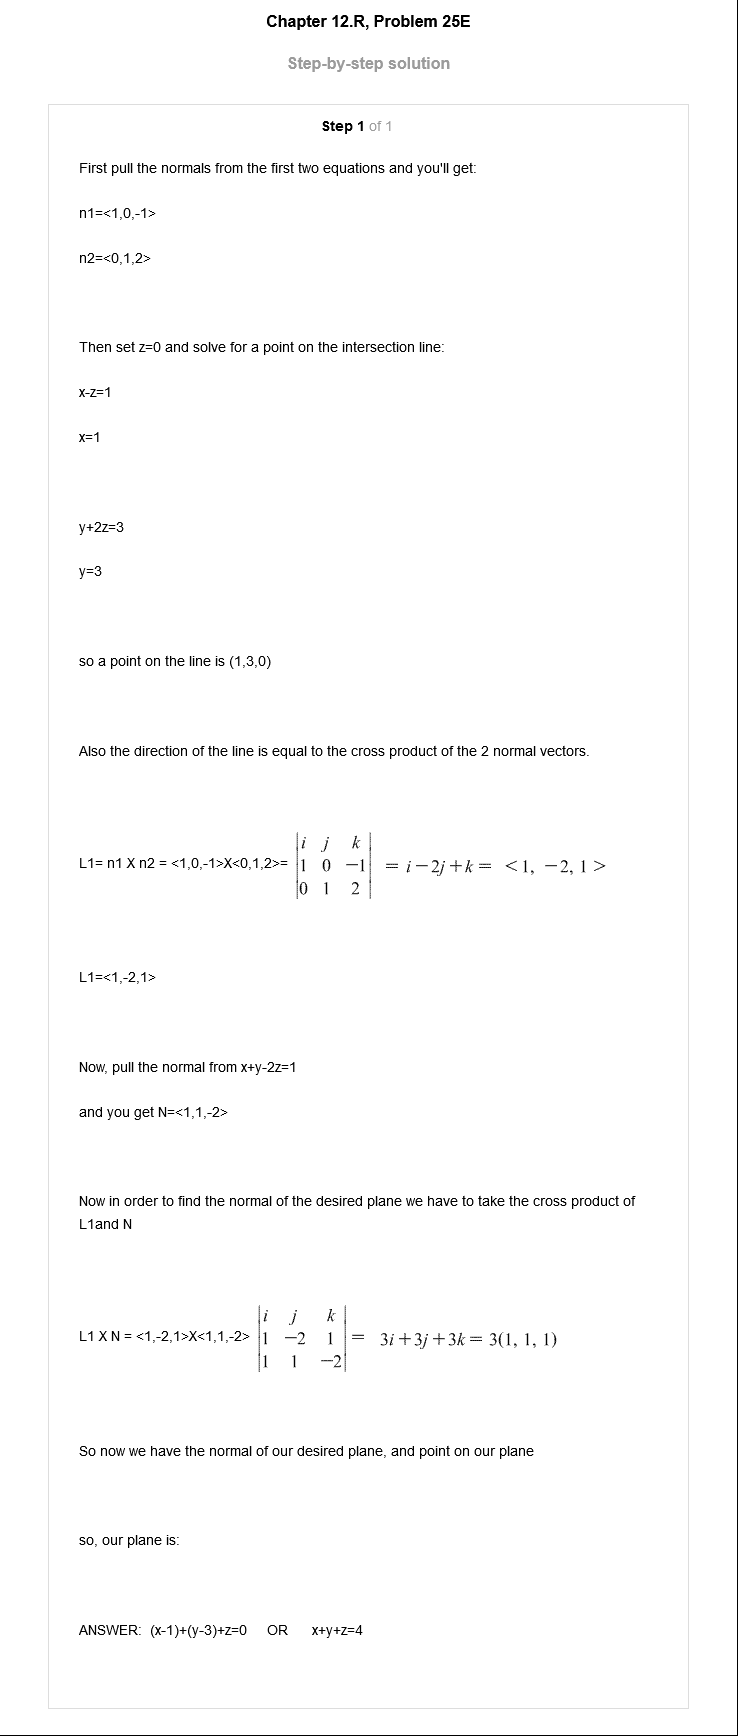 Chapter 12.R, Problem 25E
Step-by-step solution
Step 1 of 1
First pull the normals from the first two equations and you'll get:
n1=<1,0,-1>
n2=<0,1,2>
Then set z=0 and solve for a point on the intersection line:
x-z=1
x=1
y+2z=3
y=3
so a point on the line is (1,3,0)
Also the direction of the line is equal to the cross product of the 2 normal vectors.
i j k
L1= n1 X n2 = <1,0,-1>X<0,1,2>= 1 0 −1 = i−2j+k = <1, −2, 1>
0 1 2
L1=<1,-2,1>
Now, pull the normal from x+y-2z=1
and you get N=<1,1,-2>
Now in order to find the normal of the desired plane we have to take the cross product of
L1and N
i j k
L1 X N = <1,-2,1>X<1,1,-2> 1 −2 1 = 3i+3j+3k = 3(1, 1, 1)
1 1 −2
So now we have the normal of our desired plane, and point on our plane
so, our plane is:
ANSWER: (x-1)+(y-3)+z=0 OR x+y+z=4